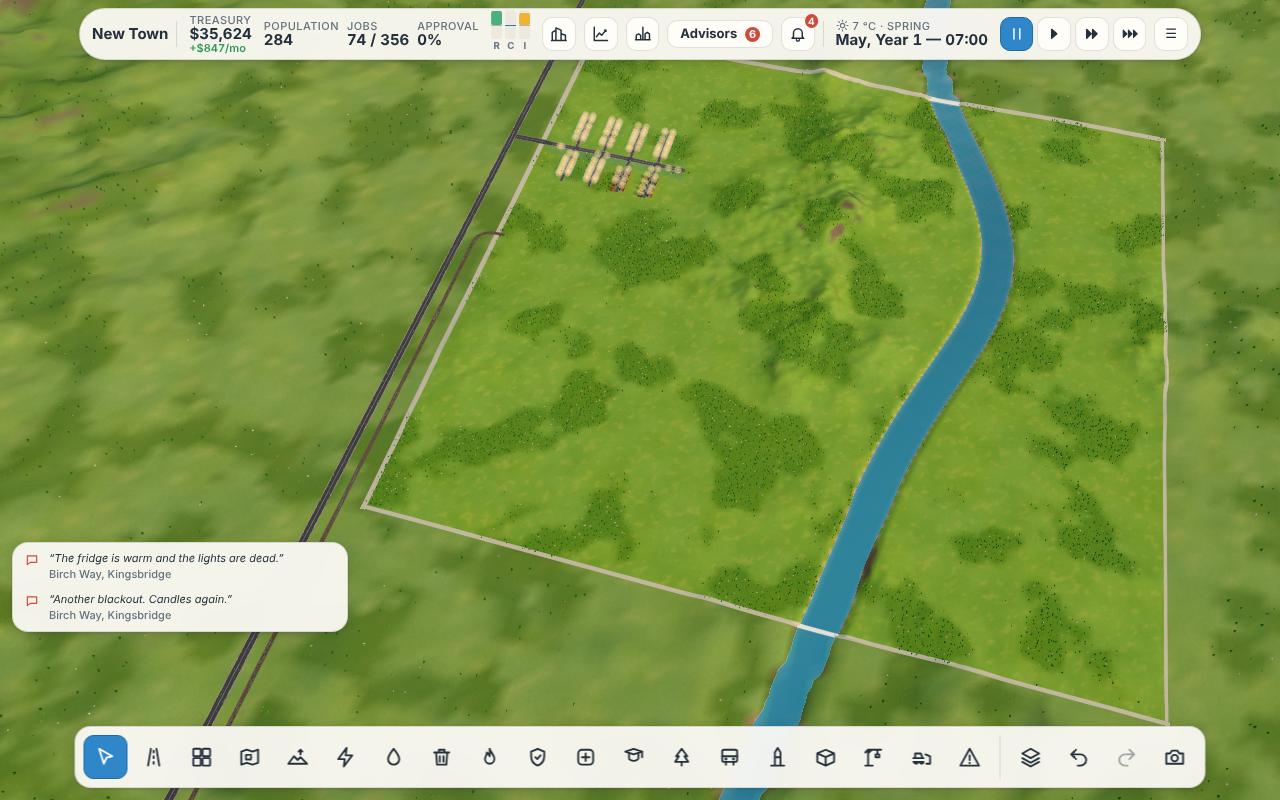 New Town
TREASURY
$35,624
+$847/mo
POPULATION
284
JOBS
74 / 356
APPROVAL
0%
R C I
Advisors 6
4
7 °C · SPRING
May, Year 1 — 07:00
“The fridge is warm and the lights are dead.”
Birch Way, Kingsbridge
“Another blackout. Candles again.”
Birch Way, Kingsbridge